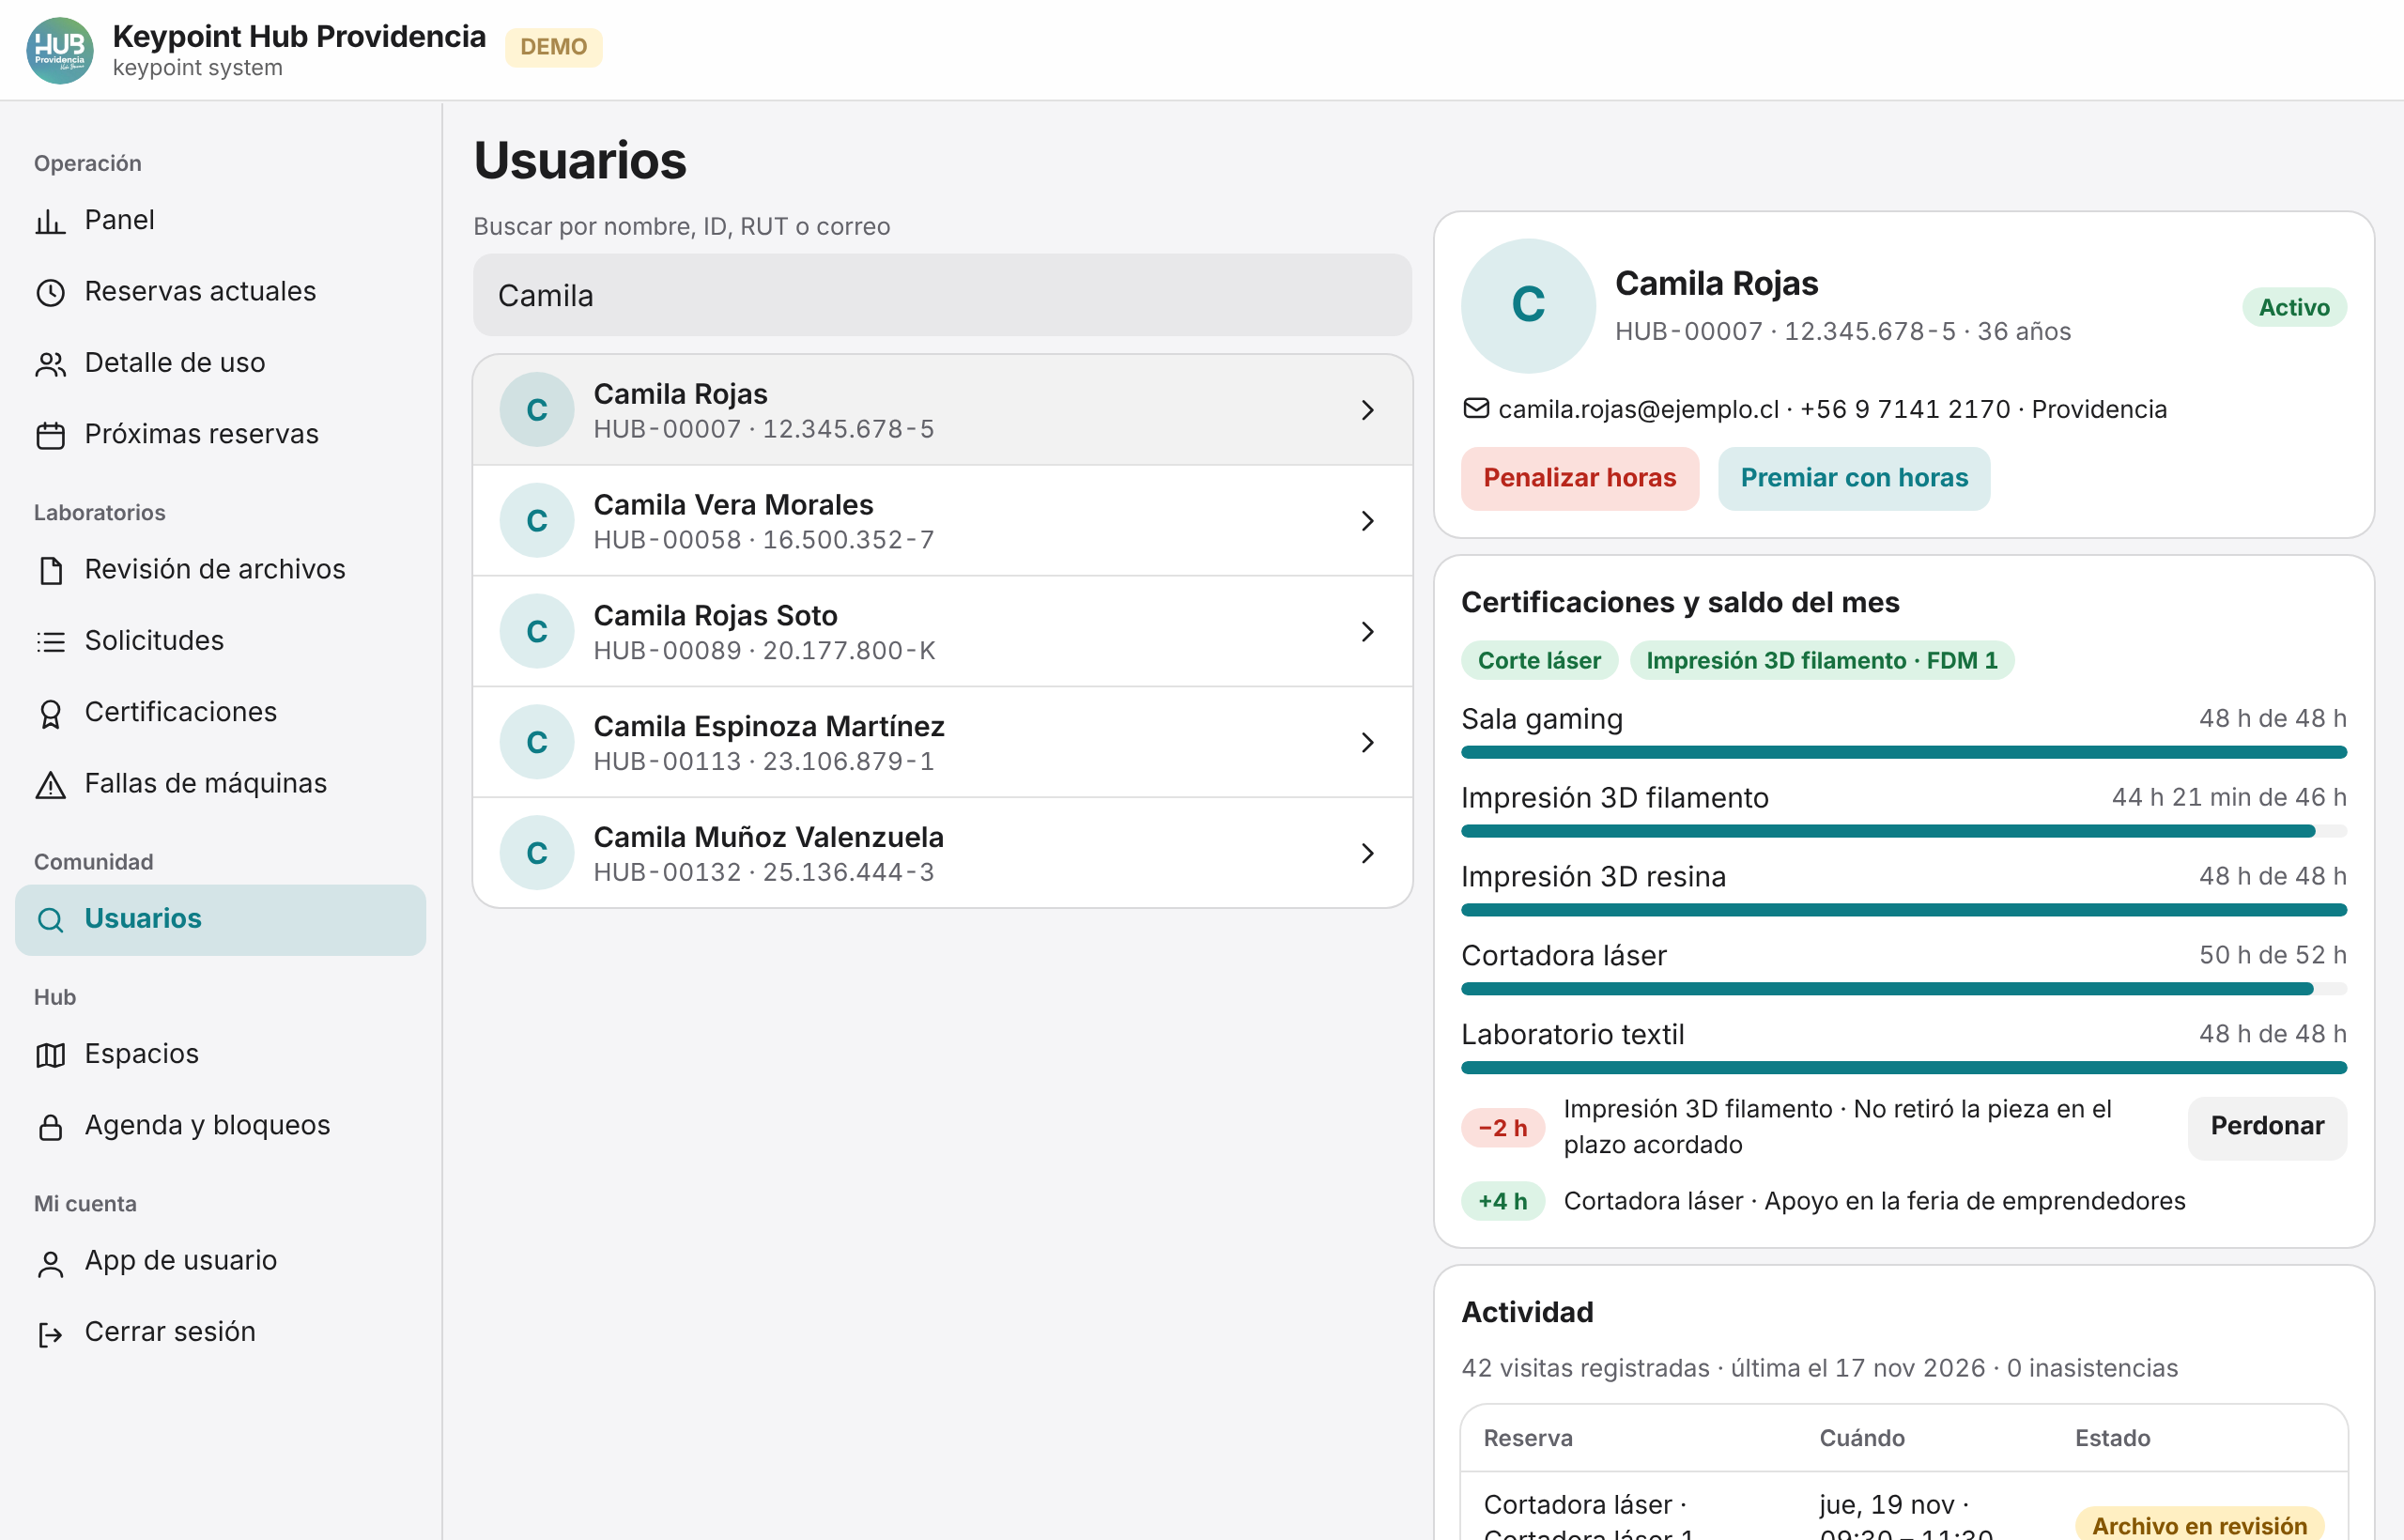 HUB
Providencia
Keypoint Hub Providencia
DEMO
keypoint system
Operación
Panel
Reservas actuales
Detalle de uso
Próximas reservas
Laboratorios
Revisión de archivos
Solicitudes
Certificaciones
Fallas de máquinas
Comunidad
Usuarios
Hub
Espacios
Agenda y bloqueos
Mi cuenta
App de usuario
Cerrar sesión
Usuarios
Buscar por nombre, ID, RUT o correo
Camila
C
Camila Rojas
HUB-00007 · 12.345.678-5
C
Camila Vera Morales
HUB-00058 · 16.500.352-7
C
Camila Rojas Soto
HUB-00089 · 20.177.800-K
C
Camila Espinoza Martínez
HUB-00113 · 23.106.879-1
C
Camila Muñoz Valenzuela
HUB-00132 · 25.136.444-3
C
Camila Rojas
HUB-00007 · 12.345.678-5 · 36 años
Activo
camila.rojas@ejemplo.cl · +56 9 7141 2170 · Providencia
Penalizar horas
Premiar con horas
Certificaciones y saldo del mes
Corte láser
Impresión 3D filamento · FDM 1
Sala gaming
48 h de 48 h
Impresión 3D filamento
44 h 21 min de 46 h
Impresión 3D resina
48 h de 48 h
Cortadora láser
50 h de 52 h
Laboratorio textil
48 h de 48 h
−2 h
Impresión 3D filamento · No retiró la pieza en el
plazo acordado
Perdonar
+4 h
Cortadora láser · Apoyo en la feria de emprendedores
Actividad
42 visitas registradas · última el 17 nov 2026 · 0 inasistencias
Reserva
Cuándo
Estado
Cortadora láser ·
Cortadora láser 1
jue, 19 nov ·
09:30 – 11:30
Archivo en revisión